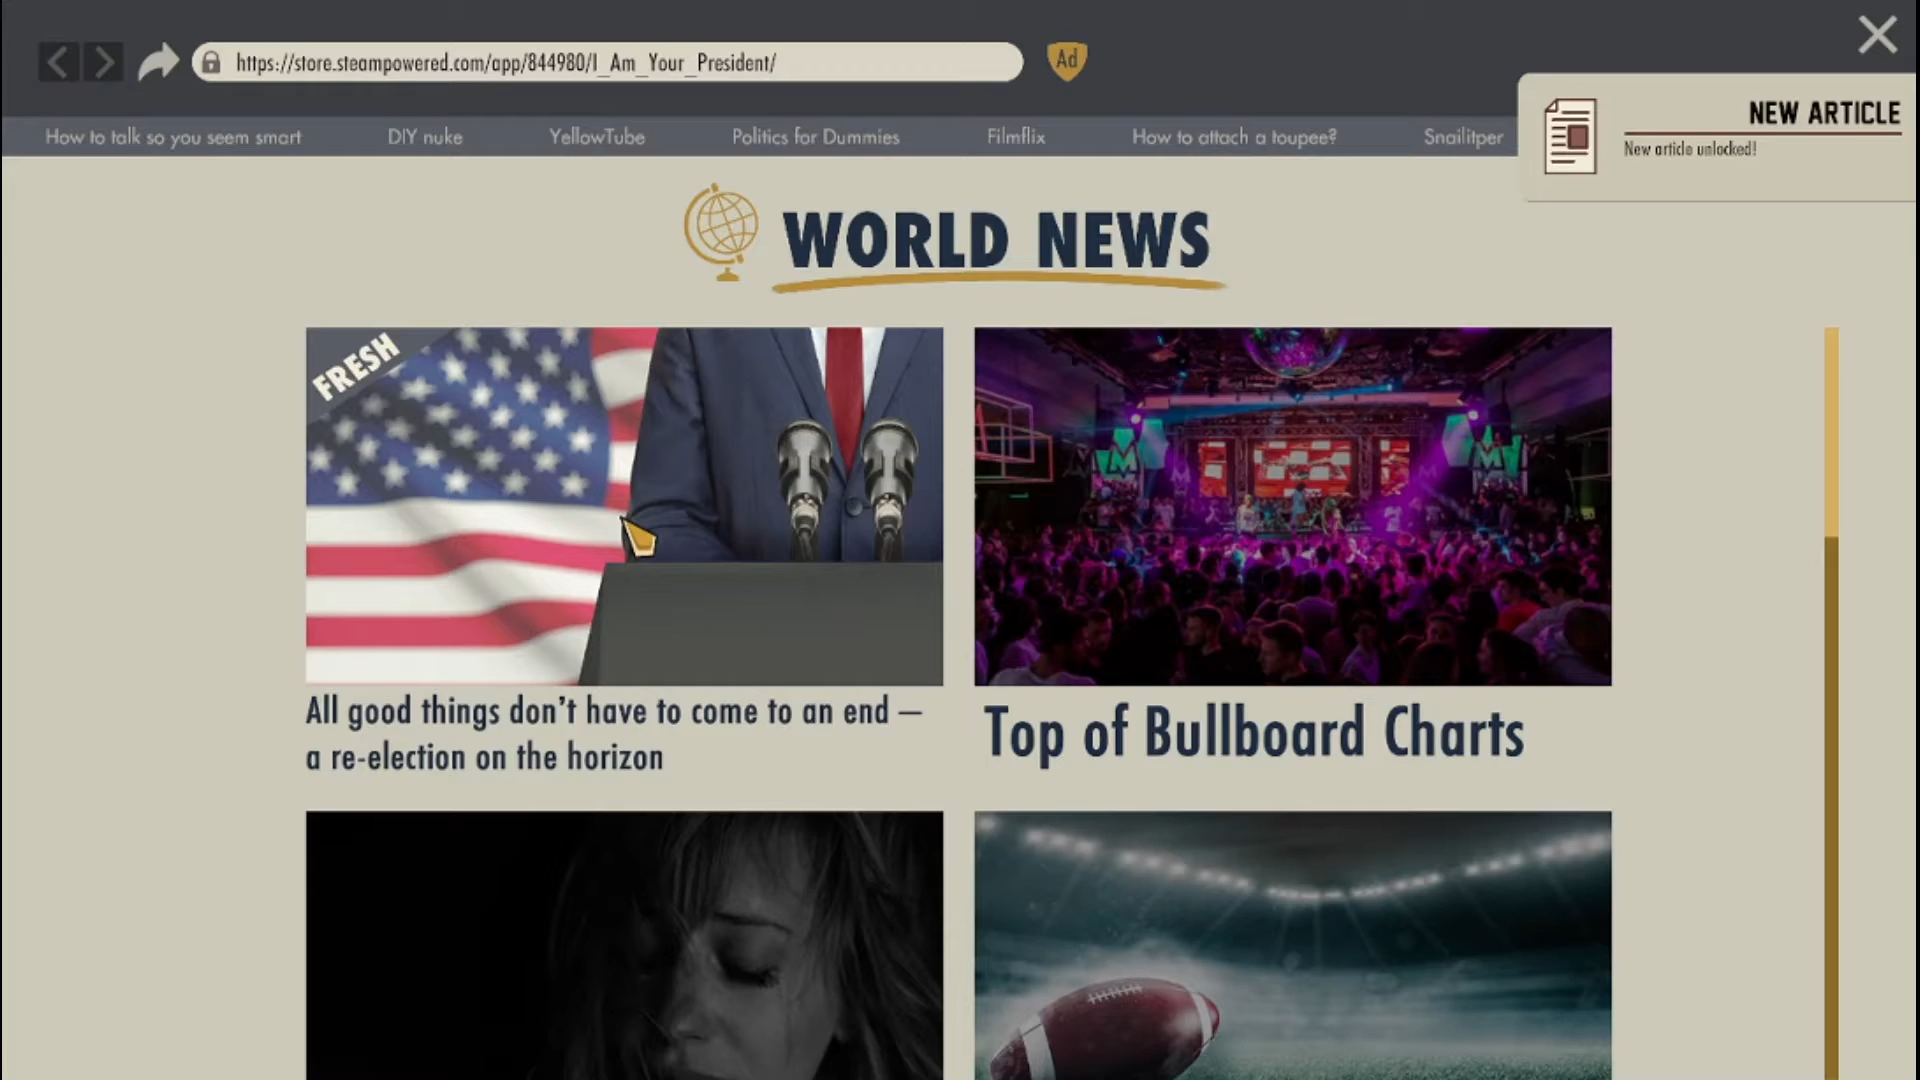 https://store.steampowered.com/app/844980/I_Am_Your_President/
Ad
NEW ARTICLE
New article unlocked!
How to talk so you seem smart
DIY nuke
YellowTube
Politics for Dummies
Filmflix
How to attach a toupee?
Snailitper
WORLD NEWS
FRESH
All good things don't have to come to an end —
a re-election on the horizon
Top of Bullboard Charts